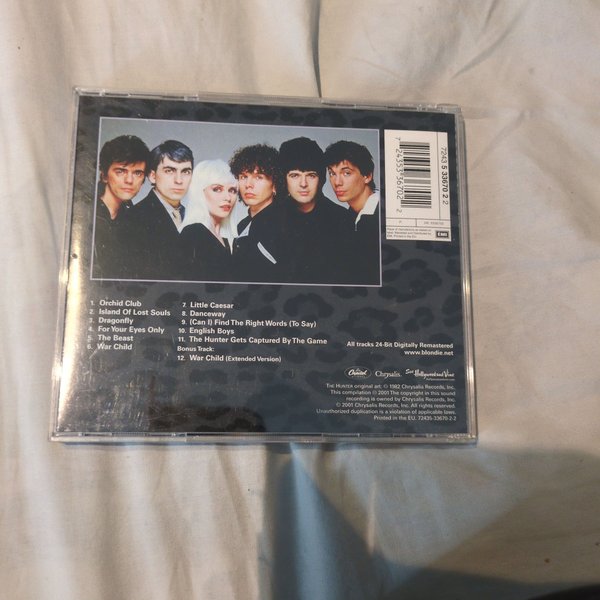 7243 5 33670 2 2
7 24353 36702 2
EMI
1. Orchid Club
2. Island Of Lost Souls
3. Dragonfly
4. For Your Eyes Only
5. The Beast
6. War Child
7. Little Caesar
8. Danceway
9. (Can I) Find The Right Words (To Say)
10. English Boys
11. The Hunter Gets Captured By The Game
Bonus Track:
12. War Child (Extended Version)
All tracks 24-Bit Digitally Remastered
www.blondie.net
Capitol Chrysalis. HollywoodandVine
The Hunter original art: © 1982 Chrysalis Records, Inc.
This compilation ℗ 2001 The copyright in this sound
recording is owned by Chrysalis Records, Inc.
© 2001 Chrysalis Records, Inc. All rights reserved.
Unauthorized duplication is a violation of applicable laws.
Printed in the EU. 72435-33670-2-2